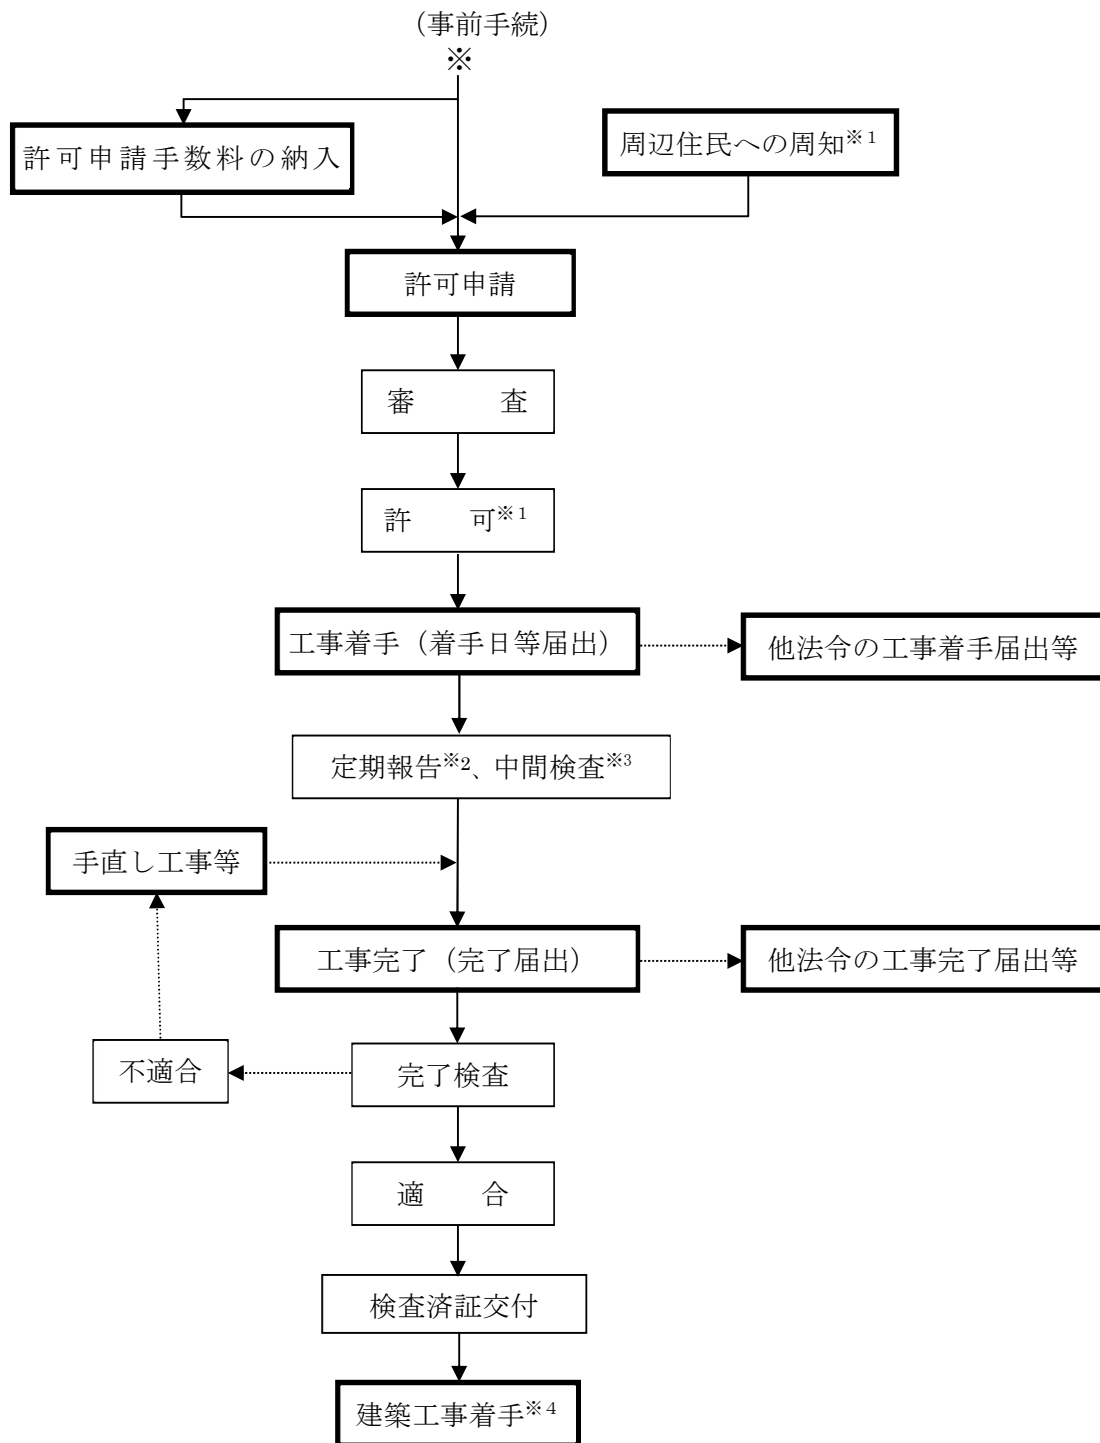 （事前手続）
※
許可申請手数料の納入
周辺住民への周知※１
許可申請
審　　　査
許　　可※１
工事着手（着手日等届出）
他法令の工事着手届出等
定期報告※2、中間検査※3
手直し工事等
工事完了（完了届出）
他法令の工事完了届出等
不適合
完了検査
適　　合
検査済証交付
建築工事着手※４